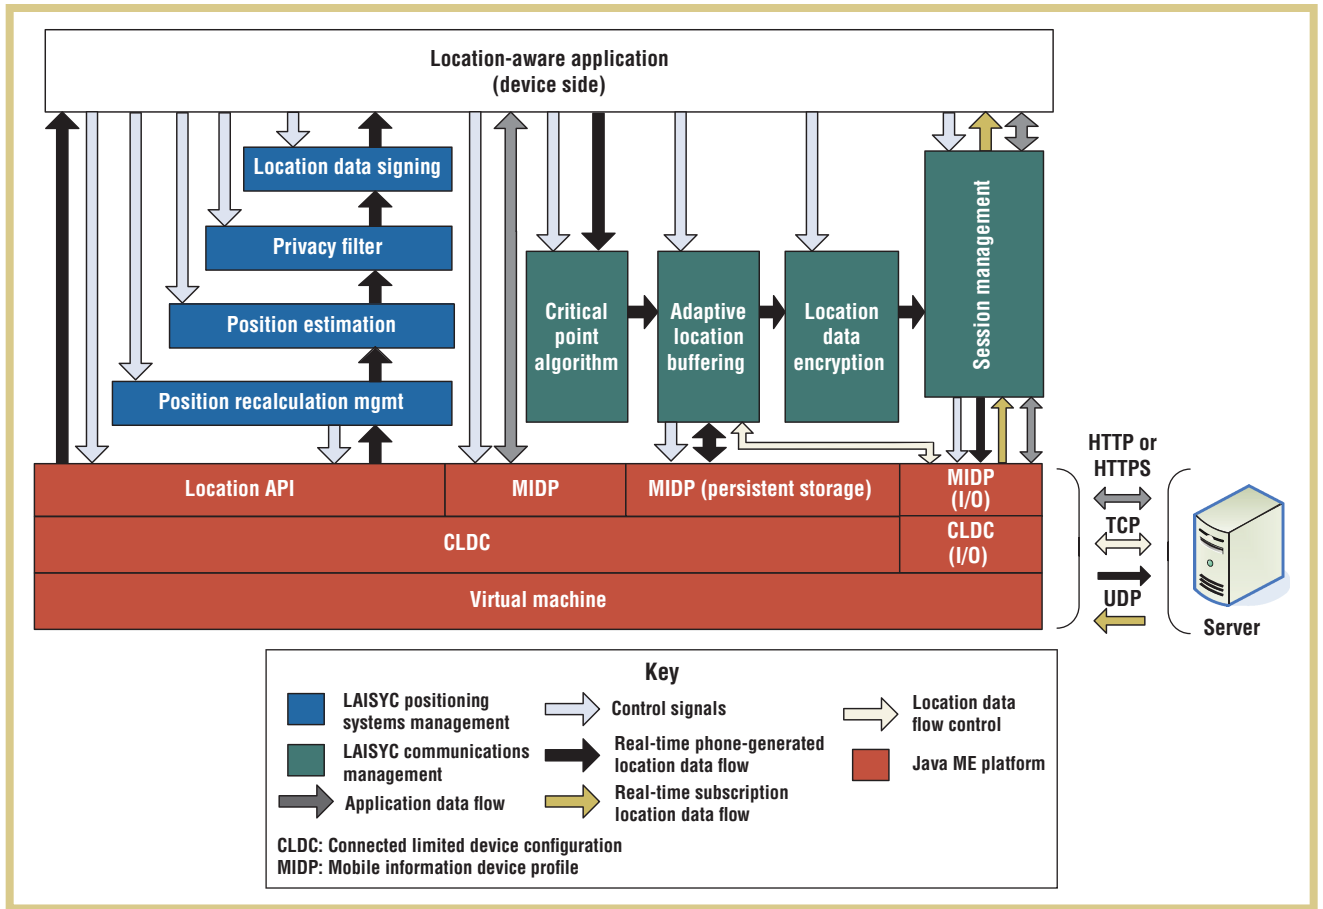 Location-aware application
(device side)
Location data signing
Privacy filter
Position estimation
Position recalculation mgmt
Critical
point
algorithm
Adaptive
location
buffering
Location
data
encryption
Session management
Location API
MIDP
MIDP (persistent storage)
MIDP
(I/O)
CLDC
CLDC
(I/O)
Virtual machine
HTTP or
HTTPS
TCP
UDP
Server
Key
LAISYC positioning
systems management
LAISYC communications
management
Application data flow
Control signals
Real-time phone-generated
location data flow
Real-time subscription
location data flow
Location data
flow control
Java ME platform
CLDC: Connected limited device configuration
MIDP: Mobile information device profile